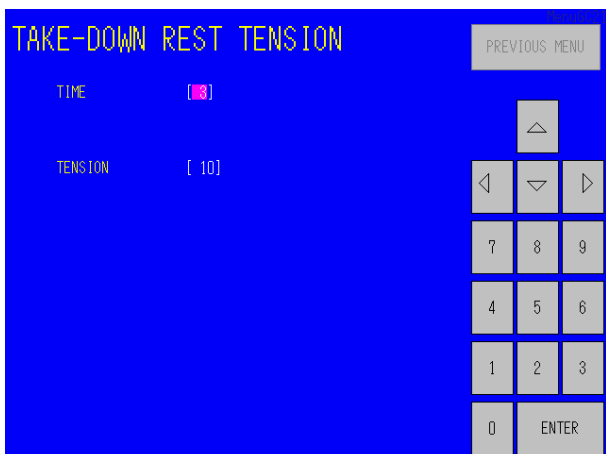 TAKE-DOWN REST TENSION
PREVIOUS MENU
TIME [ 3]
TENSION [ 10]
7 8 9
4 5 6
1 2 3
0 ENTER